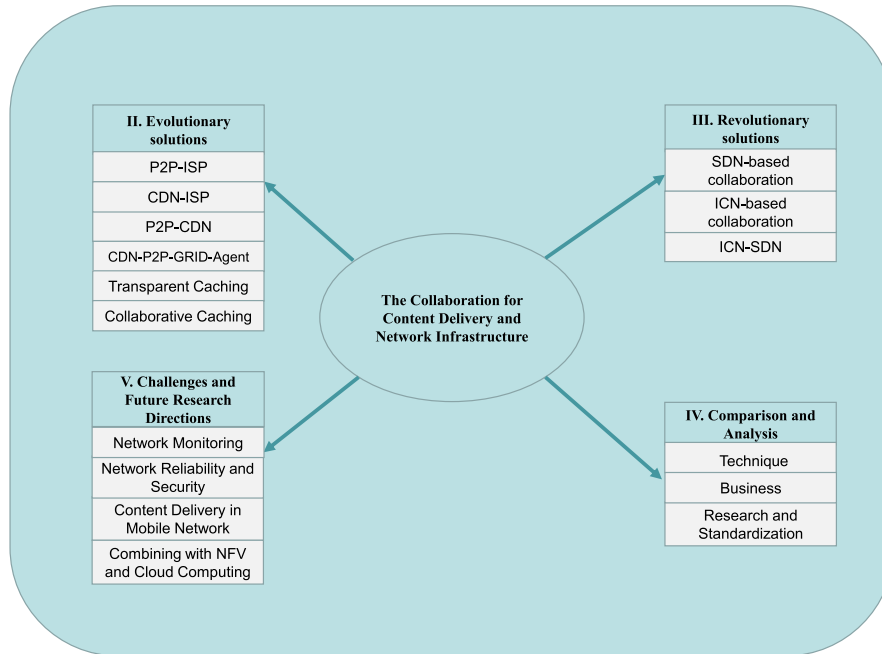 II. Evolutionary
solutions
P2P-ISP
CDN-ISP
P2P-CDN
CDN-P2P-GRID-Agent
Transparent Caching
Collaborative Caching
III. Revolutionary
solutions
SDN-based
collaboration
ICN-based
collaboration
ICN-SDN
The Collaboration for
Content Delivery and
Network Infrastructure
V. Challenges and
Future Research
Directions
Network Monitoring
Network Reliability and
Security
Content Delivery in
Mobile Network
Combining with NFV
and Cloud Computing
IV. Comparison and
Analysis
Technique
Business
Research and
Standardization